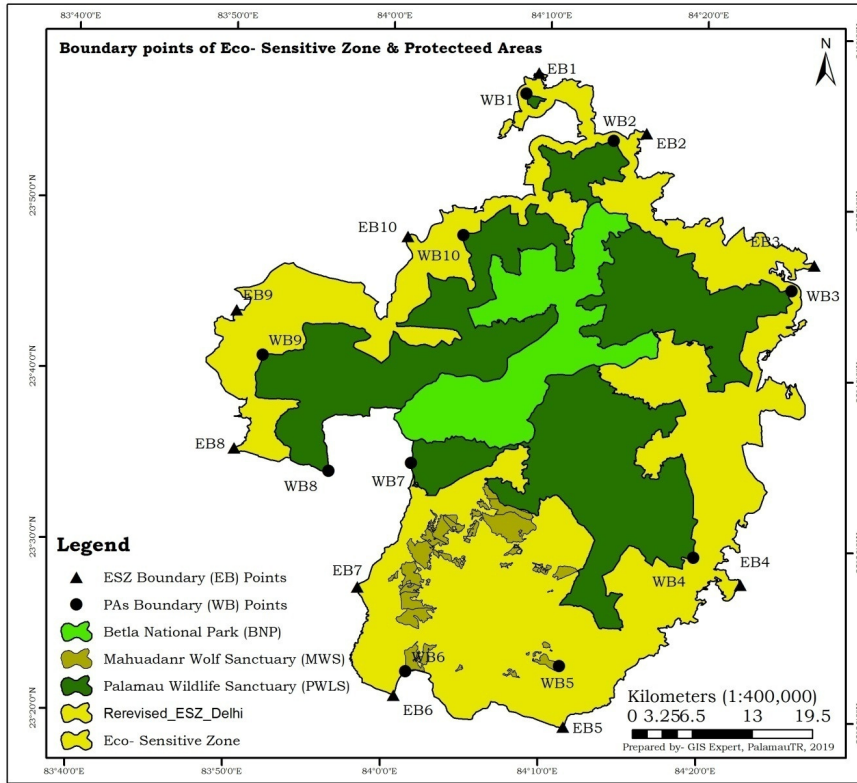 83°40'0"E 83°50'0"E 84°0'0"E 84°10'0"E 84°20'0"E
Boundary points of Eco- Sensitive Zone & Protecteed Areas
N
EB1
WB1
WB2
EB2
23°50'0"N
EB10
EB3
WB10
EB9
WB3
WB9
23°40'0"N
EB8
WB7
WB8
23°30'0"N
Legend
ESZ Boundary (EB) Points
EB7
EB4
WB4
PAs Boundary (WB) Points
Betla National Park (BNP)
Mahuadanr Wolf Sanctuary (MWS)
WB6
WB5
Palamau Wildlife Sanctuary (PWLS)
Kilometers (1:400,000)
23°20'0"N
EB6
Rerevised_ESZ_Delhi
0 3.25 6.5 13 19.5
EB5
Eco- Sensitive Zone
Prepared by- GIS Expert, PalamauTR, 2019
83°40'0"E 83°50'0"E 84°0'0"E 84°10'0"E 84°20'0"E